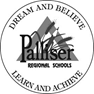 DREAM AND BELIEVE
Palliser
REGIONAL SCHOOLS
LEARN AND ACHIEVE